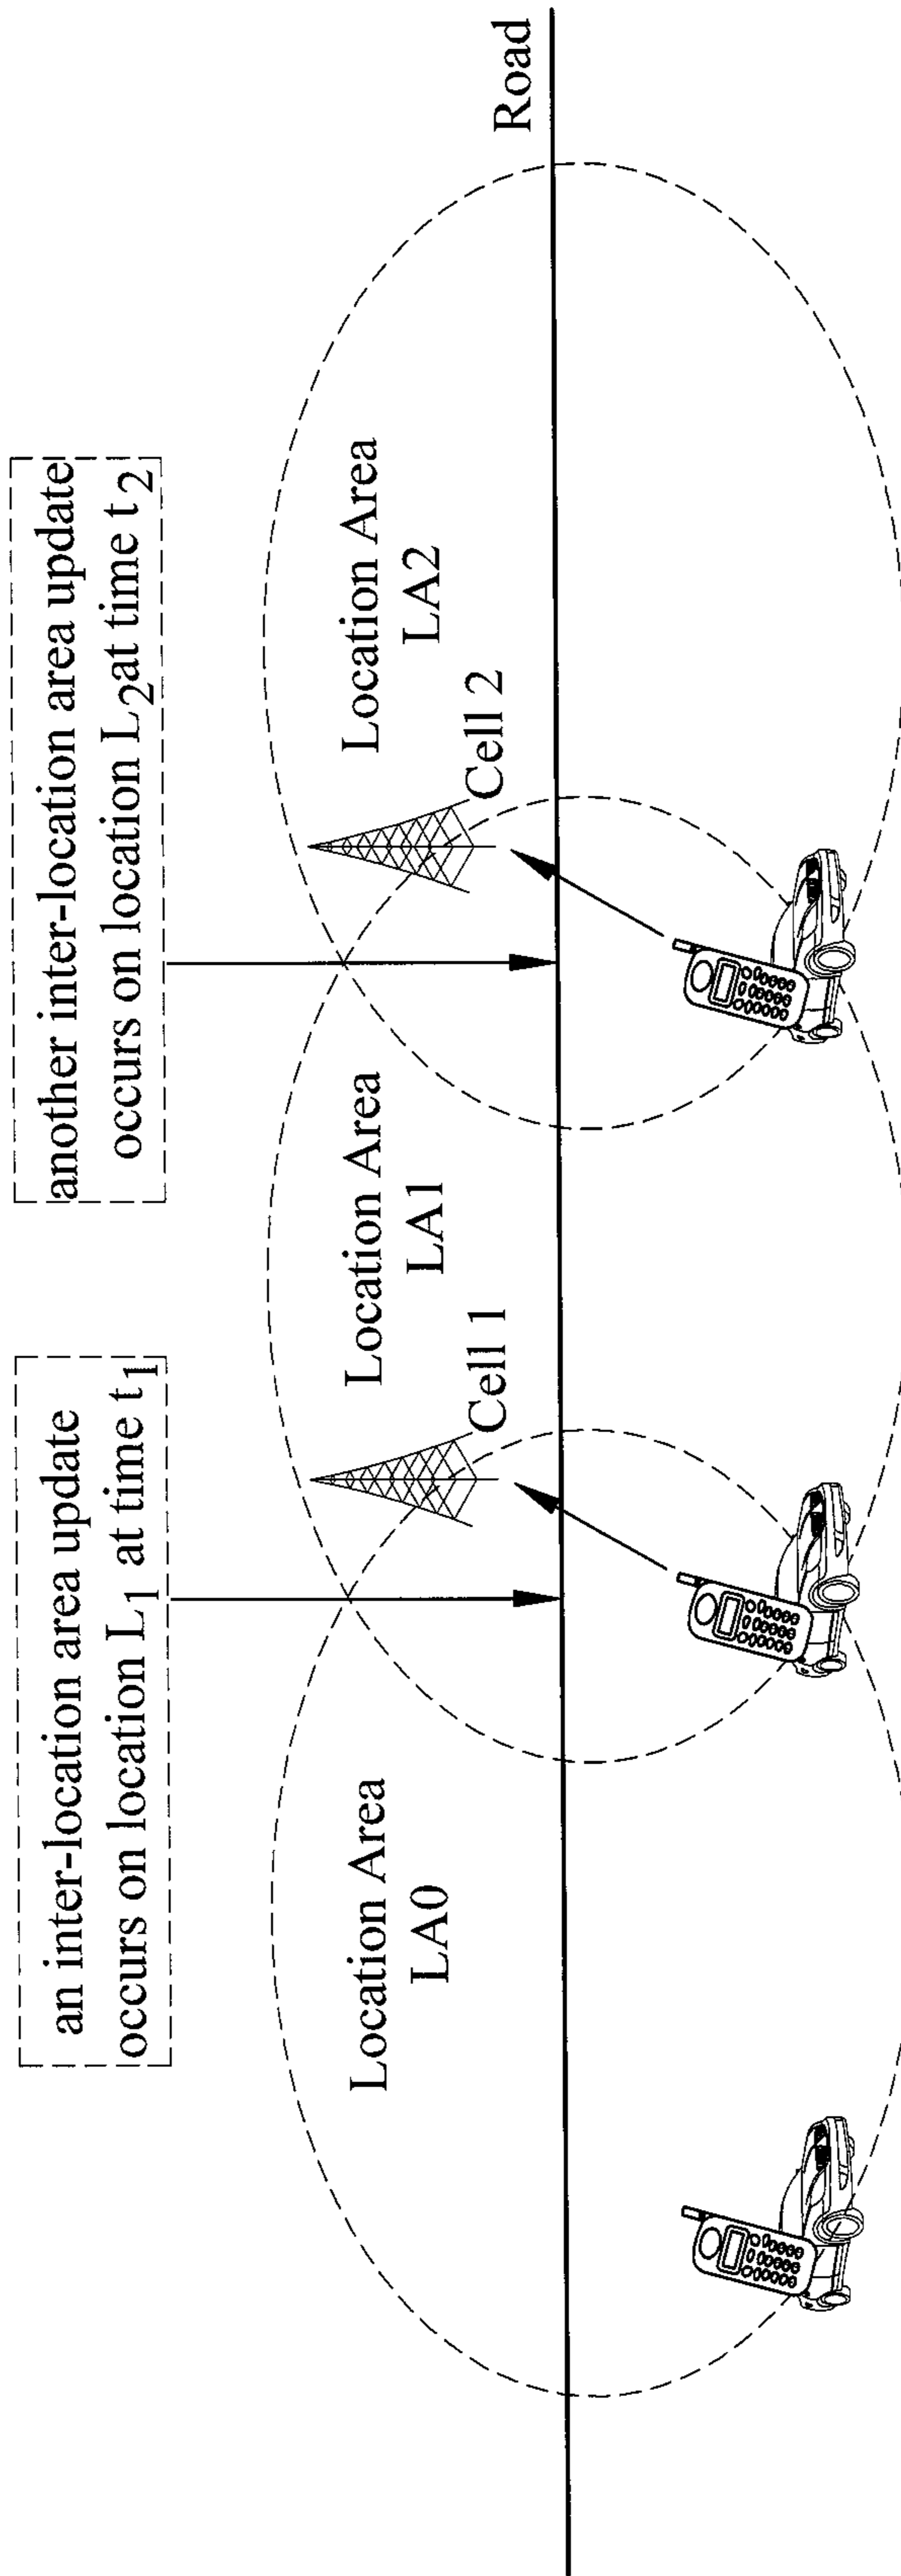 an inter-location area update
occurs on location L1 at time t1
another inter-location area update
occurs on location L2 at time t2
Location Area
LA0
Location Area
LA1
Location Area
LA2
Cell 1
Cell 2
Road